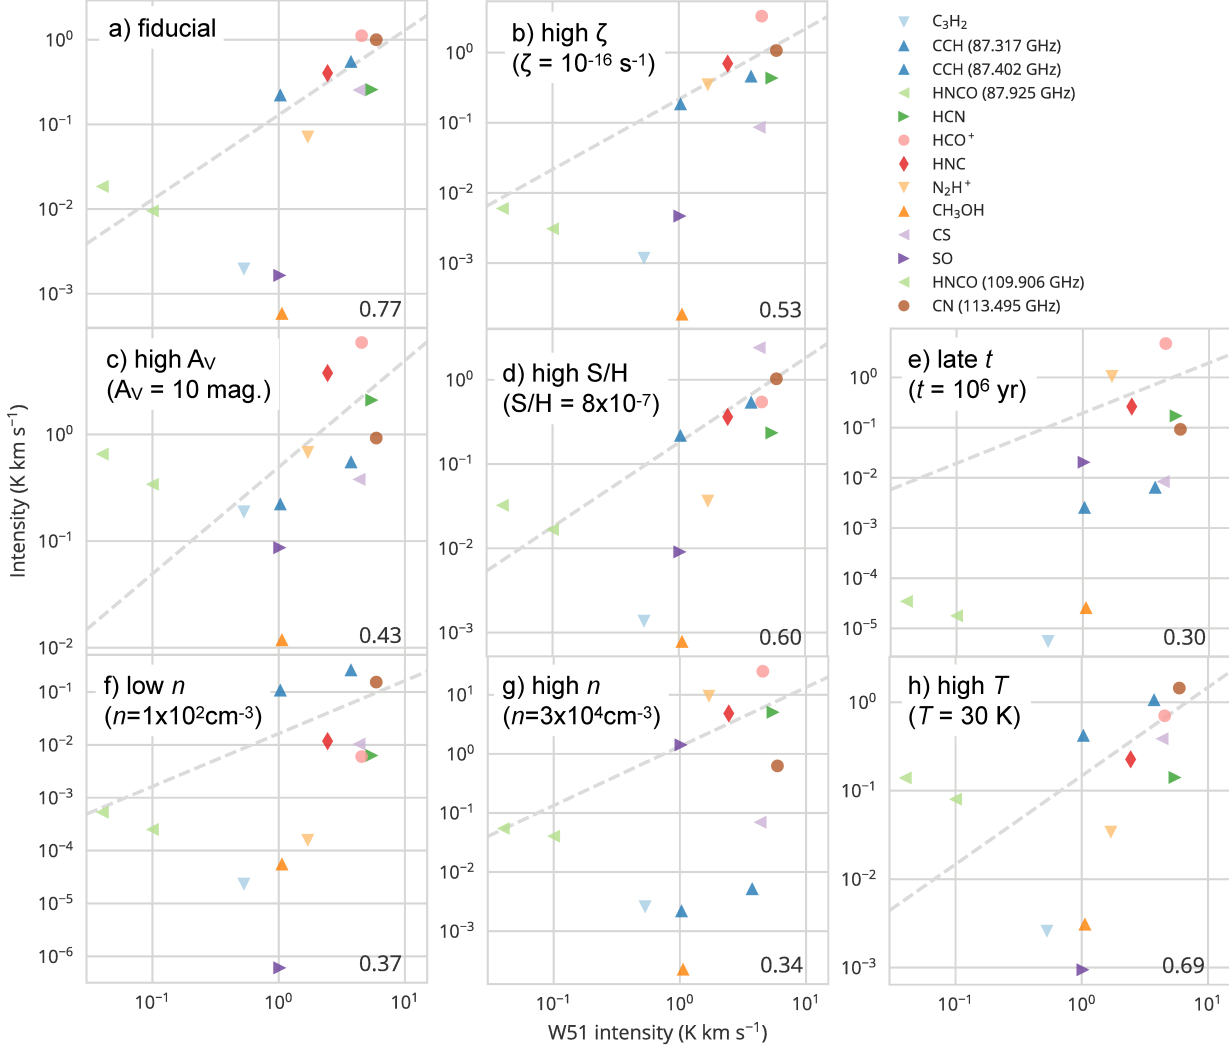 a) fiducial
10⁰
10⁻¹
10⁻²
10⁻³
0.77
b) high ζ
(ζ = 10⁻¹⁶ s⁻¹)
10⁰
10⁻¹
10⁻²
10⁻³
0.53
C₃H₂
CCH (87.317 GHz)
CCH (87.402 GHz)
HNCO (87.925 GHz)
HCN
HCO⁺
HNC
N₂H⁺
CH₃OH
CS
SO
HNCO (109.906 GHz)
CN (113.495 GHz)
Intensity (K km s⁻¹)
c) high Aᵥ
(Aᵥ = 10 mag.)
10⁰
10⁻¹
10⁻²
0.43
d) high S/H
(S/H = 8x10⁻⁷)
10⁰
10⁻¹
10⁻²
10⁻³
0.60
e) late t
(t = 10⁶ yr)
10⁰
10⁻¹
10⁻²
10⁻³
10⁻⁴
10⁻⁵
0.30
f) low n
(n=1x10²cm⁻³)
10⁻¹
10⁻²
10⁻³
10⁻⁴
10⁻⁵
10⁻⁶
0.37
10⁻¹ 10⁰ 10¹
g) high n
(n=3x10⁴cm⁻³)
10¹
10⁰
10⁻¹
10⁻²
10⁻³
0.34
10⁻¹ 10⁰ 10¹
h) high T
(T = 30 K)
10⁰
10⁻¹
10⁻²
10⁻³
0.69
10⁻¹ 10⁰ 10¹
W51 intensity (K km s⁻¹)